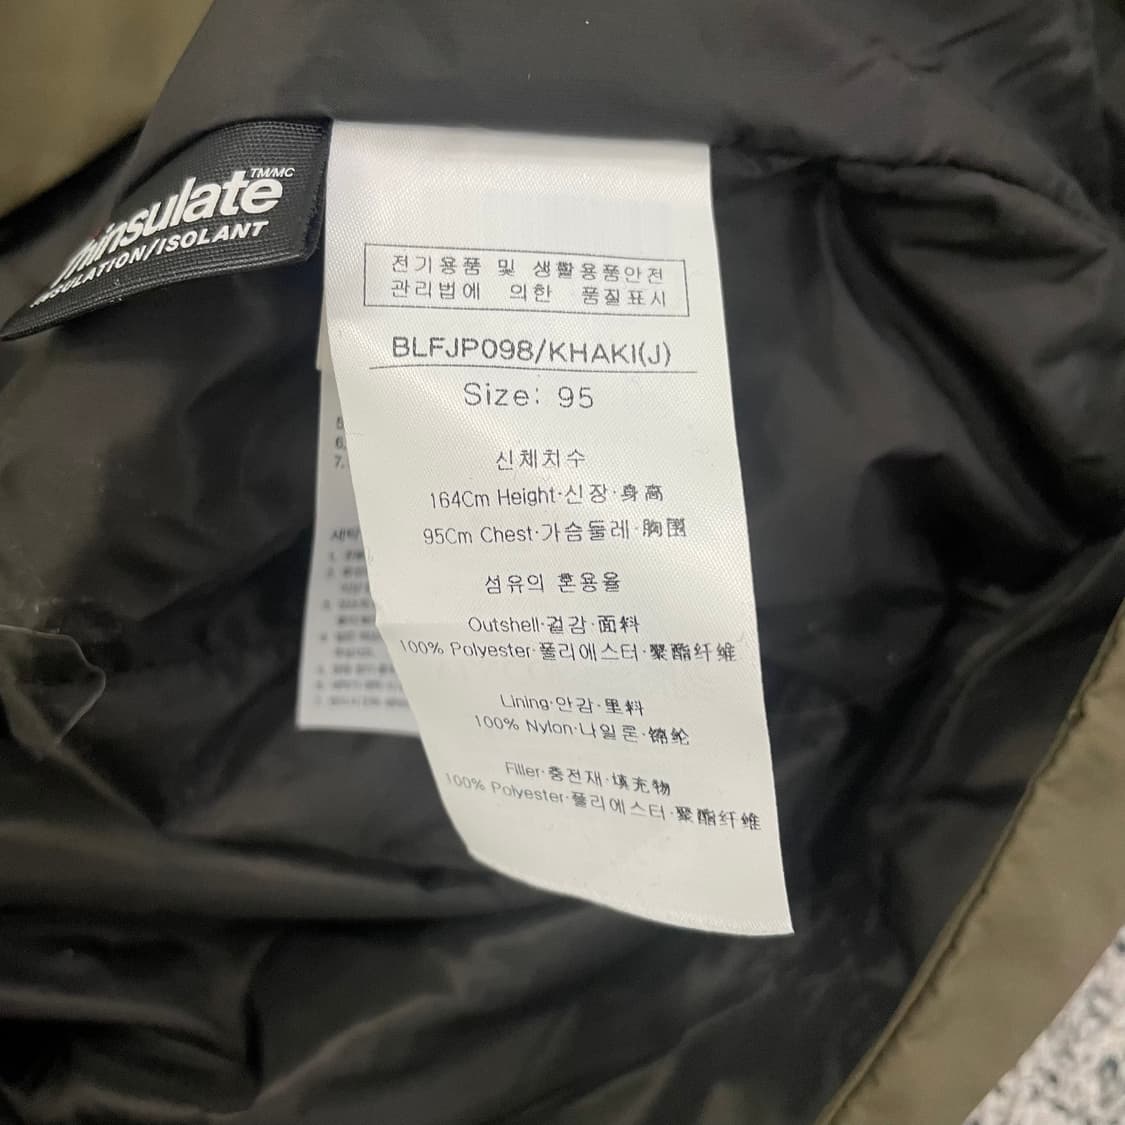 Thinsulate TM/MC
INSULATION/ISOLANT
전기용품 및 생활용품안전
관리법에 의한 품질표시
BLFJP098/KHAKI(J)
Size: 95
신체치수
164Cm Height·신장·身高
95Cm Chest·가슴둘레·胸围
섬유의 혼용율
Outshell·겉감·面料
100% Polyester·폴리에스터·聚酯纤维
Lining·안감·里料
100% Nylon·나일론·锦纶
Filler·충전재·填充物
100% Polyester·폴리에스터·聚酯纤维
6.
7.
세탁